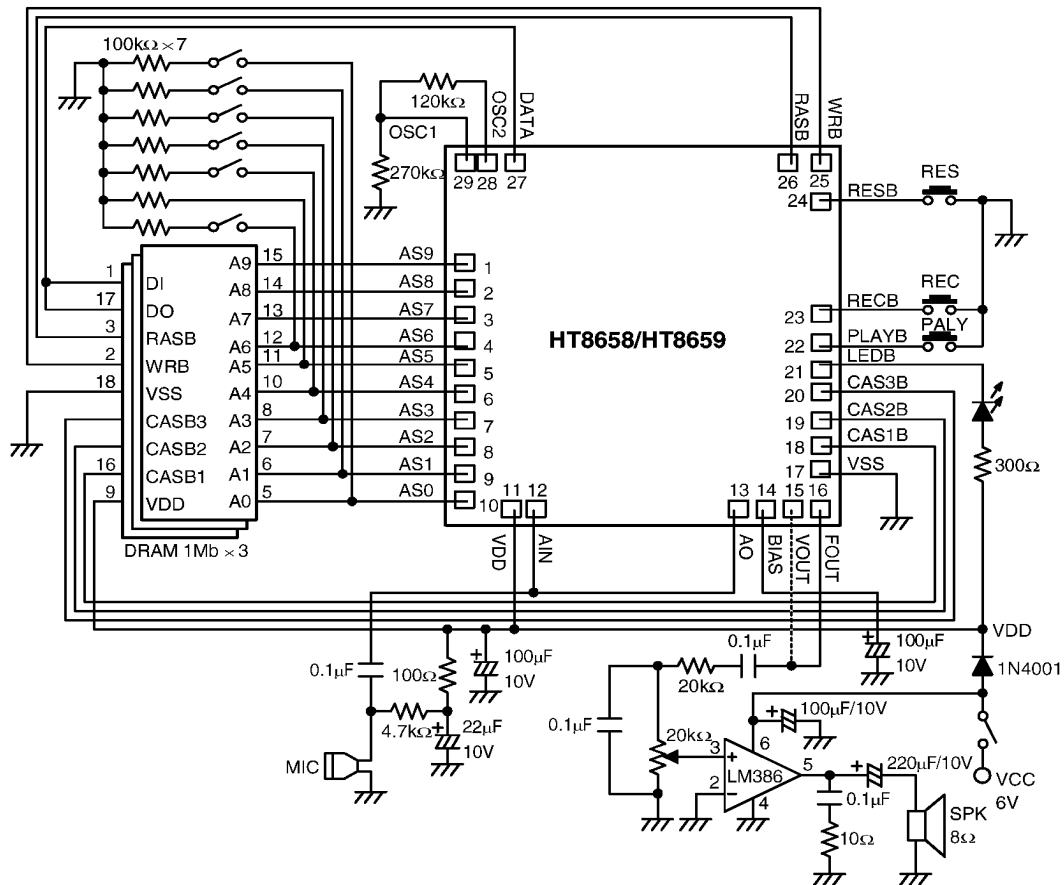 100kΩ × 7
120kΩ
OSC1
OSC2
DATA
RASB
WRB
270kΩ
29 28 27
26 25
24
RESB
RES
1 DI
17 DO
3 RASB
2 WRB
18 VSS
CASB3
CASB2
16 CASB1
9 VDD
A9 15 AS9 1
A8 14 AS8 2
A7 13 AS7 3
A6 12 AS6 4
A5 11 AS5 5
A4 10 AS4 6
A3 8 AS3 7
A2 7 AS2 8
A1 6 AS1 9
A0 5 AS0 10
DRAM 1Mb × 3
HT8658/HT8659
23 RECB REC
22 PLAYB PALY
21 LEDB
20 CAS3B
19 CAS2B
18 CAS1B
17 VSS
300Ω
11 12 13 14 15 16
VDD
AIN
AO
BIAS
VOUT
FOUT
VDD
1N4001
0.1μF
100Ω
+
100μF
10V
4.7kΩ
+
22μF
10V
MIC
0.1μF
20kΩ
0.1μF
20kΩ
+
100μF
10V
+
100μF/10V
3 +
2 −
6
LM386
4
5
+
220μF/10V
0.1μF
10Ω
SPK
8Ω
VCC
6V